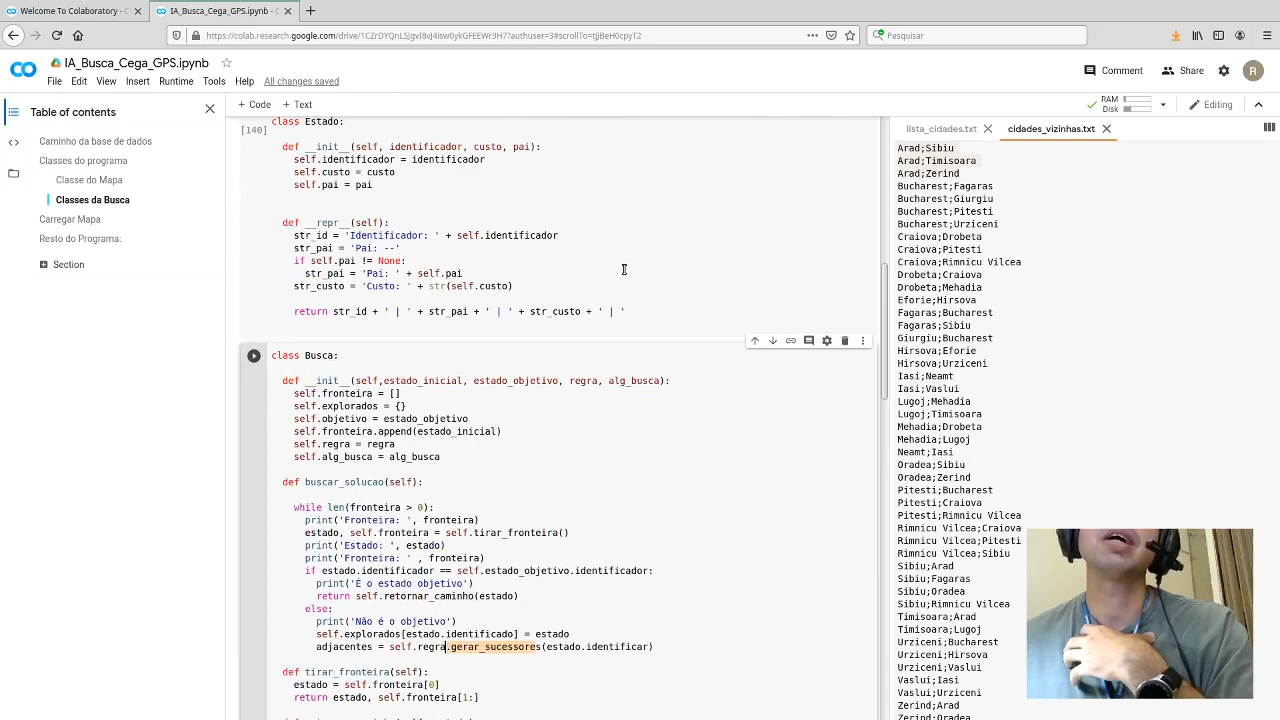 Welcome To Colaboratory - C
IA_Busca_Cega_GPS.ipynb - C
https://colab.research.google.com/drive/1CZrDYQnLSJgvI8vJ4isw0ykGFEEWr3H7?authuser=3#scrollTo=tjJBeH0cpyT2
Pesquisar
IA_Busca_Cega_GPS.ipynb
File Edit View Insert Runtime Tools Help All changes saved
Comment
Share
R
Table of contents
Caminho da base de dados
Classes do programa
Classe do Mapa
Classes da Busca
Carregar Mapa
Resto do Programa:
Section
+ Code + Text
RAM
Disk
Editing
[140]
class Estado:
def __init__(self, identificador, custo, pai):
self.identificador = identificador
self.custo = custo
self.pai = pai
def __repr__(self):
str_id = 'Identificador: ' + self.identificador
str_pai = 'Pai: --'
if self.pai != None:
str_pai = 'Pai: ' + self.pai
str_custo = 'Custo: ' + str(self.custo)
return str_id + ' | ' + str_pai + ' | ' + str_custo + ' | '
class Busca:
def __init__(self,estado_inicial, estado_objetivo, regra, alg_busca):
self.fronteira = []
self.explorados = {}
self.objetivo = estado_objetivo
self.fronteira.append(estado_inicial)
self.regra = regra
self.alg_busca = alg_busca
def buscar_solucao(self):
while len(fronteira > 0):
print('Fronteira: ', fronteira)
estado, self.fronteira = self.tirar_fronteira()
print('Estado: ', estado)
print('Fronteira: ' , fronteira)
if estado.identificador == self.estado_objetivo.identificador:
print('É o estado objetivo')
return self.retornar_caminho(estado)
else:
print('Não é o objetivo')
self.explorados[estado.identificado] = estado
adjacentes = self.regra.gerar_sucessores(estado.identificar)
def tirar_fronteira(self):
estado = self.fronteira[0]
return estado, self.fronteira[1:]
lista_cidades.txt
cidades_vizinhas.txt
Arad;Sibiu
Arad;Timisoara
Arad;Zerind
Bucharest;Fagaras
Bucharest;Giurgiu
Bucharest;Pitesti
Bucharest;Urziceni
Craiova;Drobeta
Craiova;Pitesti
Craiova;Rimnicu Vilcea
Drobeta;Craiova
Drobeta;Mehadia
Eforie;Hirsova
Fagaras;Bucharest
Fagaras;Sibiu
Giurgiu;Bucharest
Hirsova;Eforie
Hirsova;Urziceni
Iasi;Neamt
Iasi;Vaslui
Lugoj;Mehadia
Lugoj;Timisoara
Mehadia;Drobeta
Mehadia;Lugoj
Neamt;Iasi
Oradea;Sibiu
Oradea;Zerind
Pitesti;Bucharest
Pitesti;Craiova
Pitesti;Rimnicu Vilcea
Rimnicu Vilcea;Craiova
Rimnicu Vilcea;Pitesti
Rimnicu Vilcea;Sibiu
Sibiu;Arad
Sibiu;Fagaras
Sibiu;Oradea
Sibiu;Rimnicu Vilcea
Timisoara;Arad
Timisoara;Lugoj
Urziceni;Bucharest
Urziceni;Hirsova
Urziceni;Vaslui
Vaslui;Iasi
Vaslui;Urziceni
Zerind;Arad
Zerind;Oradea